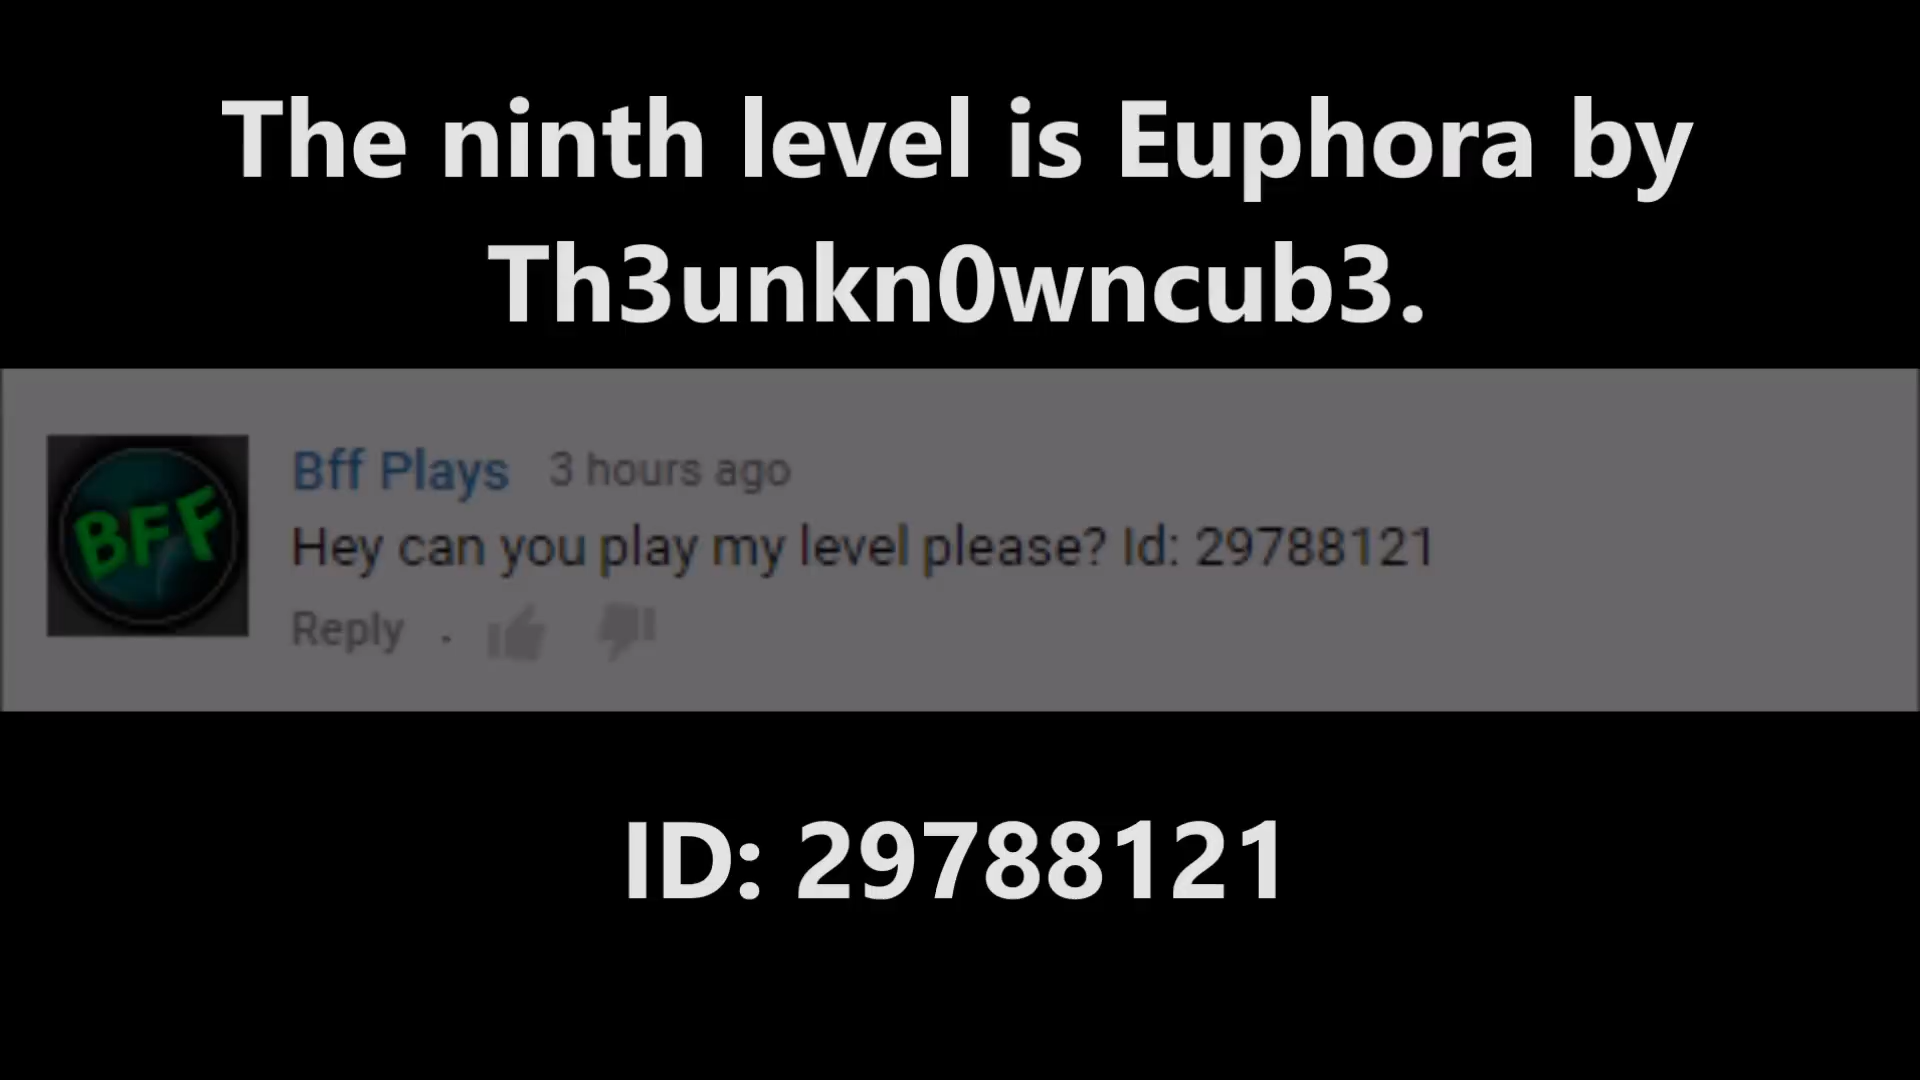 The ninth level is Euphora by
Th3unkn0wncub3.
BFF
Bff Plays 3 hours ago
Hey can you play my level please? Id: 29788121
Reply .
ID: 29788121